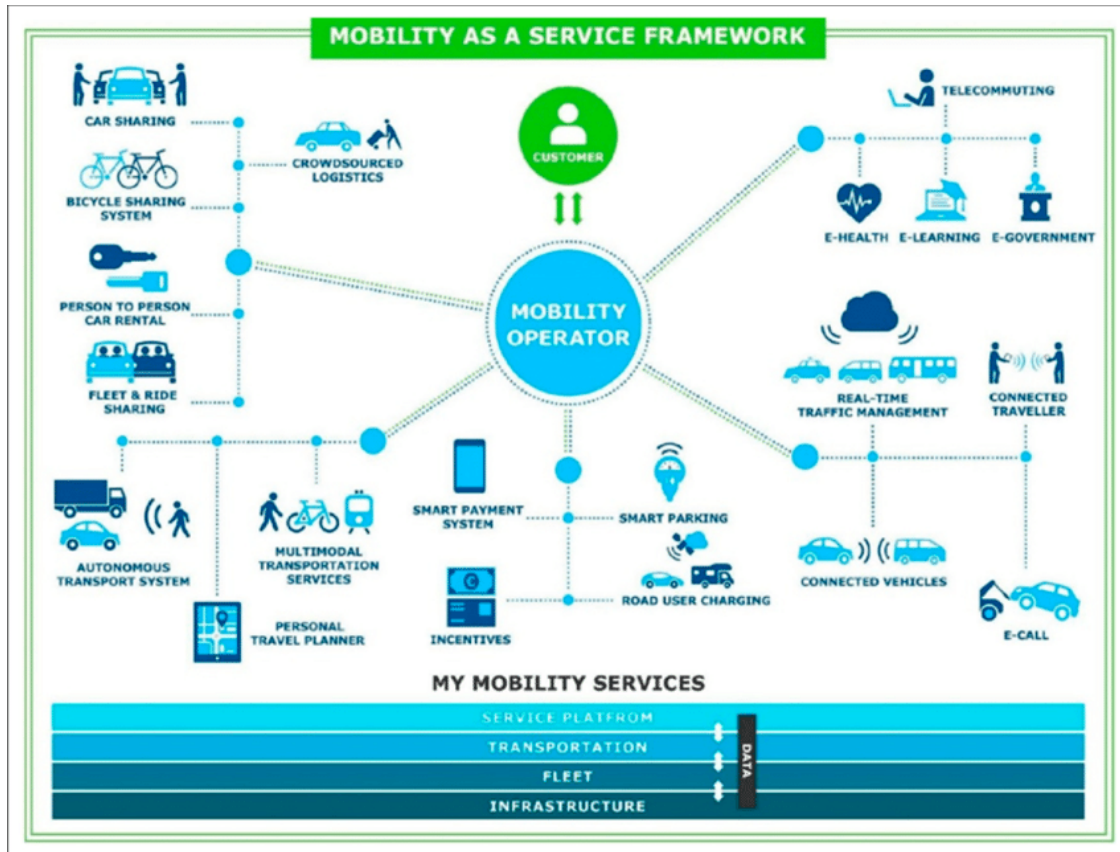 MOBILITY AS A SERVICE FRAMEWORK
CAR SHARING
CROWDSOURCED
LOGISTICS
BICYCLE SHARING
SYSTEM
PERSON TO PERSON
CAR RENTAL
FLEET & RIDE
SHARING
CUSTOMER
MOBILITY
OPERATOR
TELECOMMUTING
E-HEALTH
E-LEARNING
E-GOVERNMENT
REAL-TIME
TRAFFIC MANAGEMENT
CONNECTED
TRAVELLER
CONNECTED VEHICLES
E-CALL
AUTONOMOUS
TRANSPORT SYSTEM
MULTIMODAL
TRANSPORTATION
SERVICES
PERSONAL
TRAVEL PLANNER
SMART PAYMENT
SYSTEM
SMART PARKING
INCENTIVES
ROAD USER CHARGING
MY MOBILITY SERVICES
SERVICE PLATFROM
TRANSPORTATION
FLEET
INFRASTRUCTURE
DATA